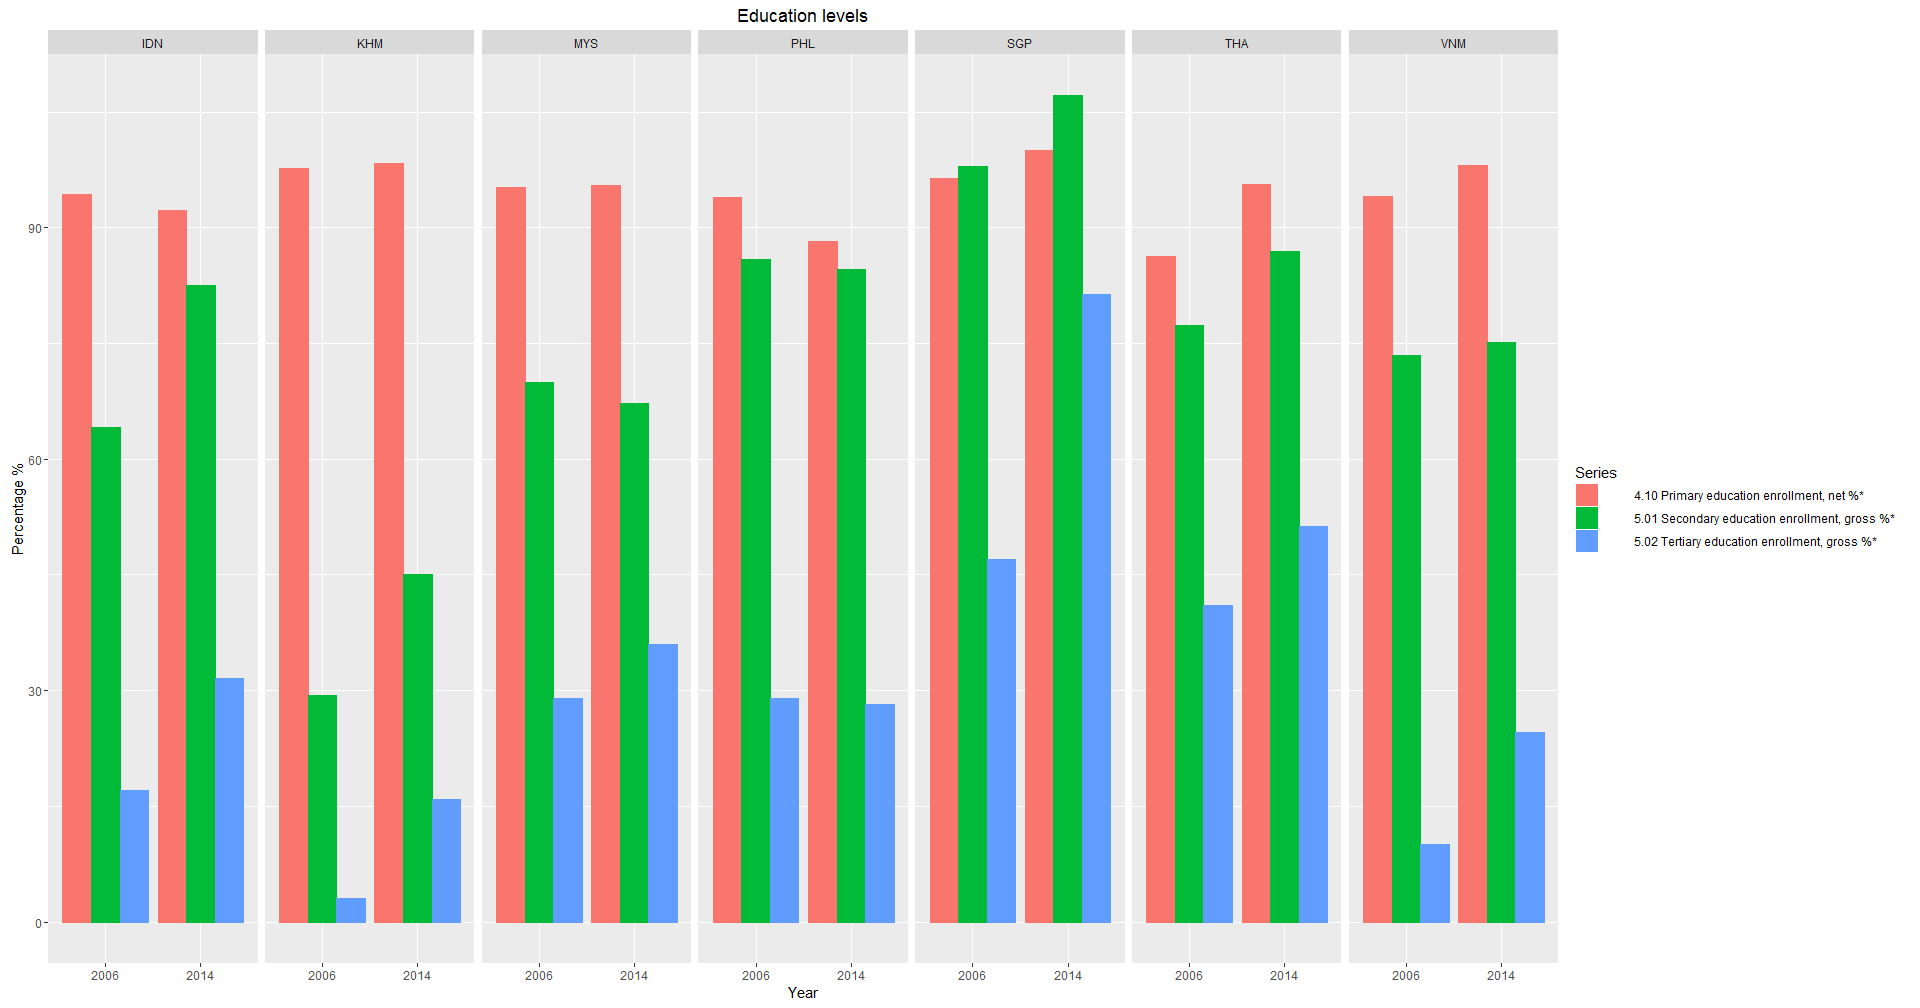 Education levels
IDN KHM MYS PHL SGP THA VNM
90
60
30
0
Percentage %
2006 2014 2006 2014 2006 2014 2006 2014 2006 2014 2006 2014 2006 2014
Year
Series
4.10 Primary education enrollment, net %*
5.01 Secondary education enrollment, gross %*
5.02 Tertiary education enrollment, gross %*